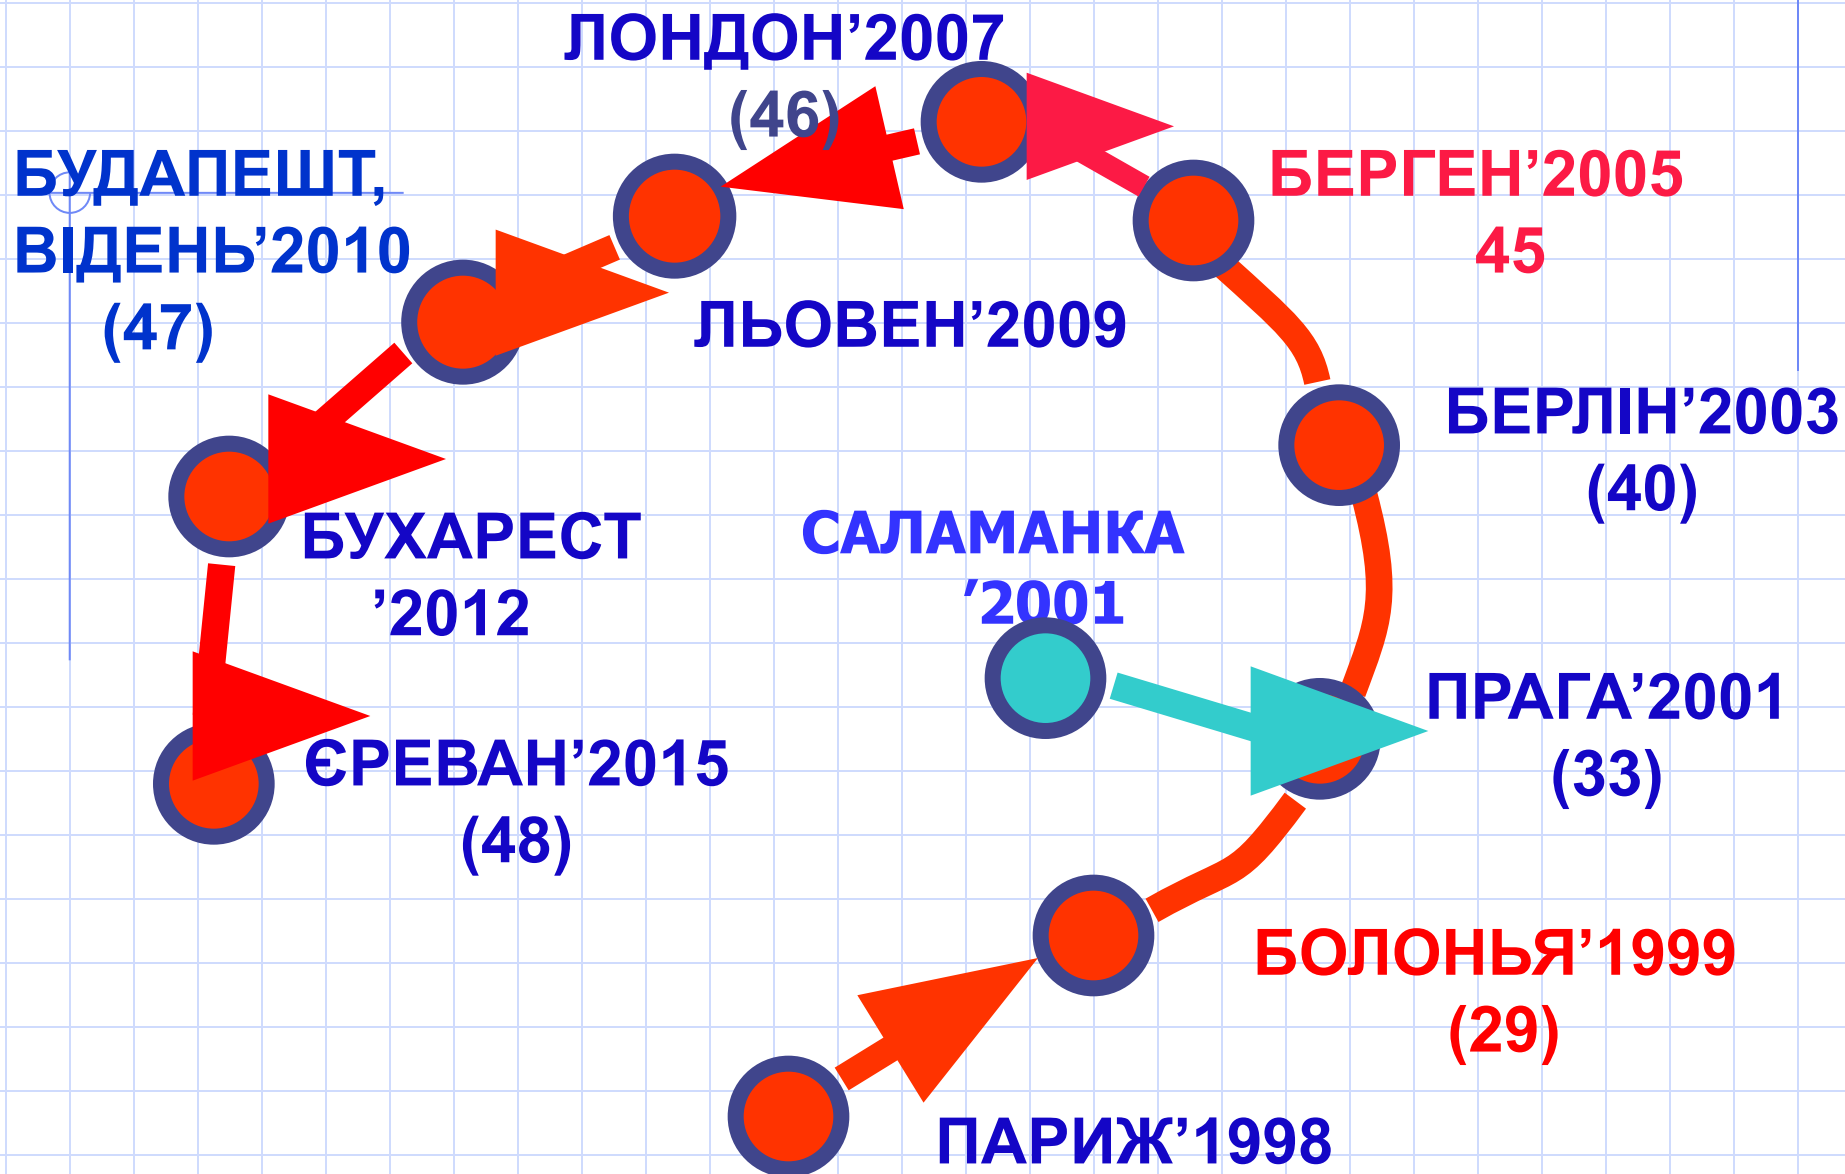 ЛОНДОН’2007
(46)
БУДАПЕШТ,
ВІДЕНЬ’2010
(47)
БЕРГЕН’2005
45
ЛЬОВЕН’2009
БЕРЛІН’2003
(40)
БУХАРЕСТ
’2012
САЛАМАНКА
’2001
ПРАГА’2001
(33)
ЄРЕВАН’2015
(48)
БОЛОНЬЯ’1999
(29)
ПАРИЖ’1998